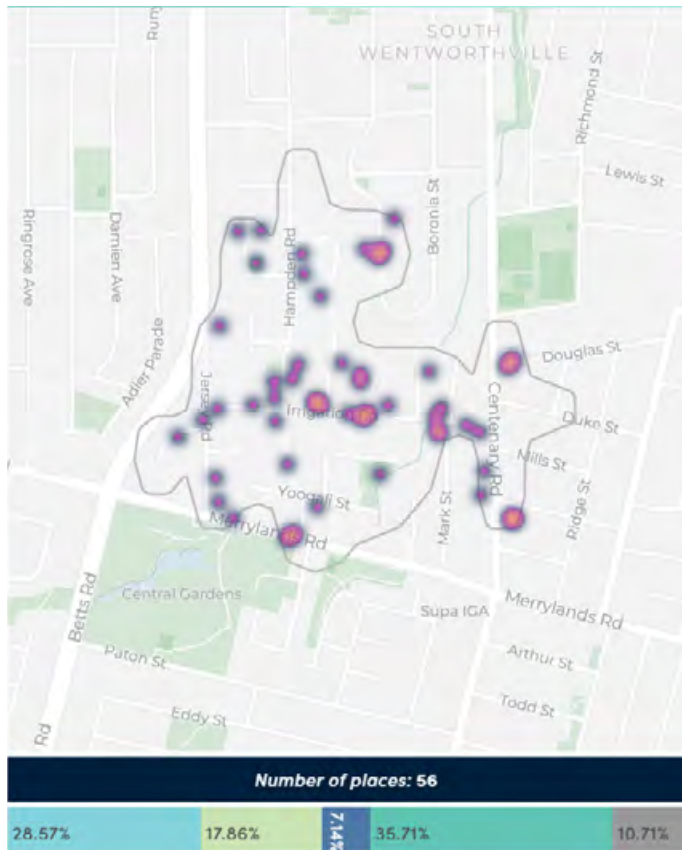 SOUTH
WENTWORTHVILLE
Richmond St
Lewis St
Boronia St
Ringrose Ave
Damien Ave
Hampden Rd
Adler Parade
Douglas St
Centenary Rd
Duke St
Mills St
Yoogali St
Mark St
Ridge St
Merrylands Rd
Central Gardens
Betts Rd
Supa IGA
Merrylands Rd
Paton St
Arthur St
Todd St
Eddy St
Rd
Number of places: 56
28.57%
17.86%
7.14%
35.71%
10.71%